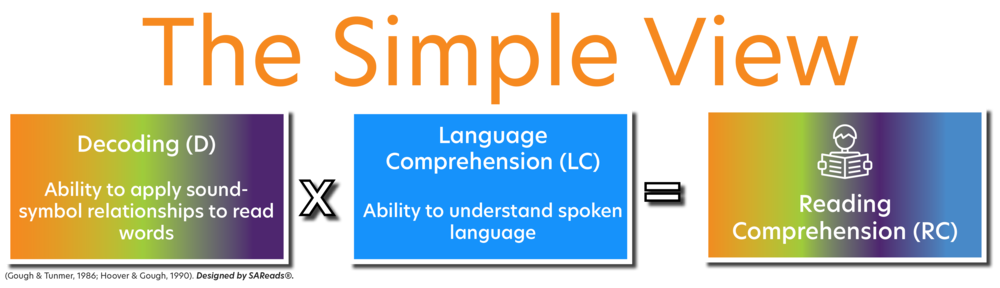 The Simple View
Decoding (D)
Ability to apply sound-
symbol relationships to read
words
X
Language
Comprehension (LC)
Ability to understand spoken
language
=
Reading
Comprehension (RC)
(Gough & Tunmer, 1986; Hoover & Gough, 1990). Designed by SAReads®.